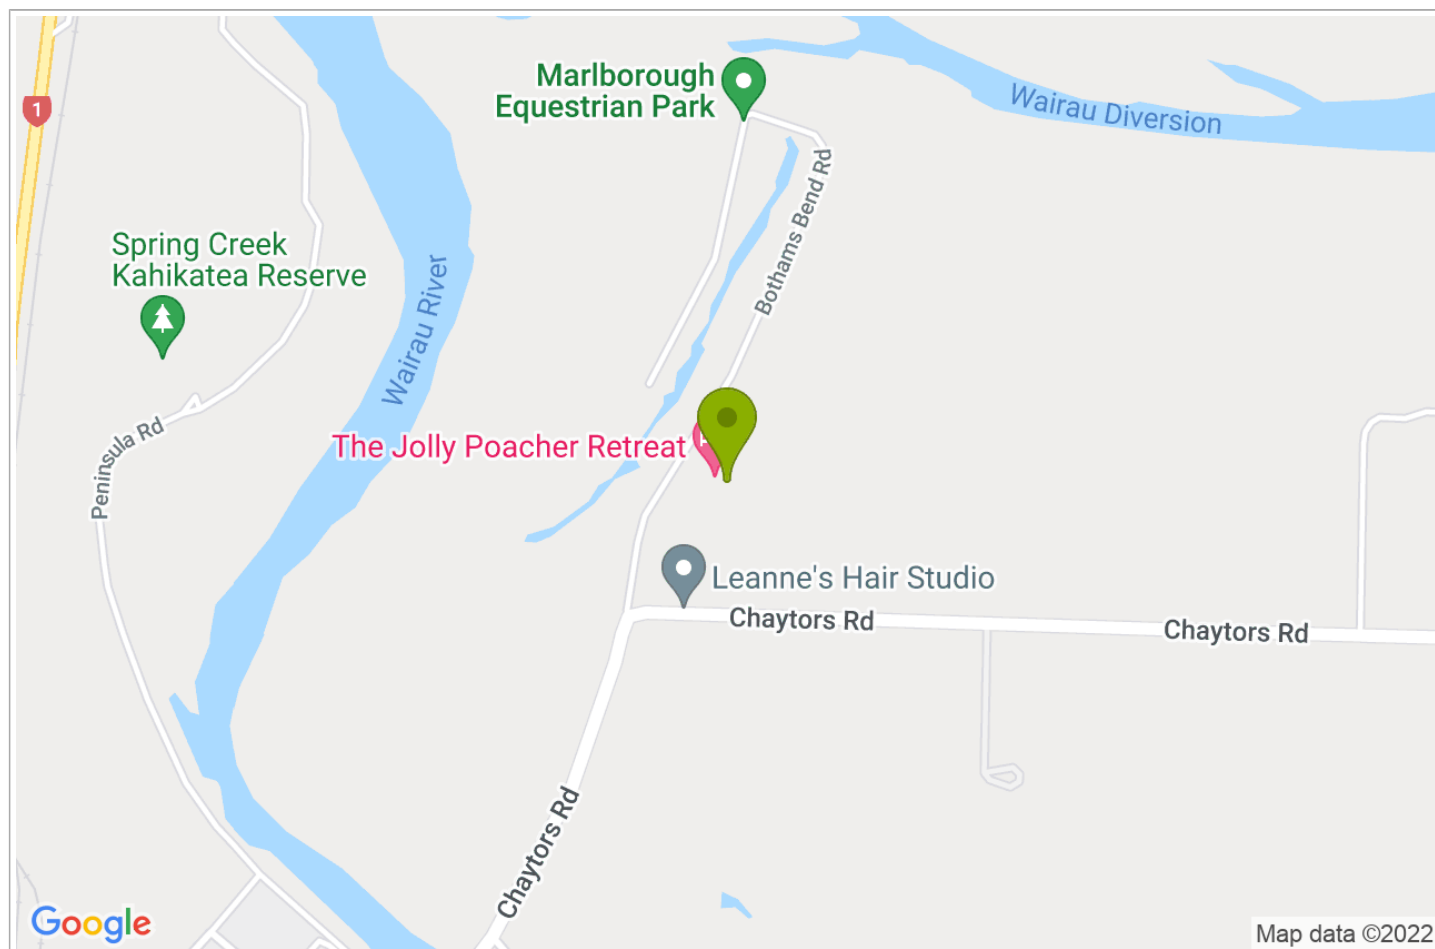 1
Marlborough
Equestrian Park
Wairau Diversion
Bothams Bend Rd
Spring Creek
Kahikatea Reserve
Wairau River
Peninsula Rd
The Jolly Poacher Retreat
Leanne's Hair Studio
Chaytors Rd
Chaytors Rd
Chaytors Rd
Google
Map data ©2022